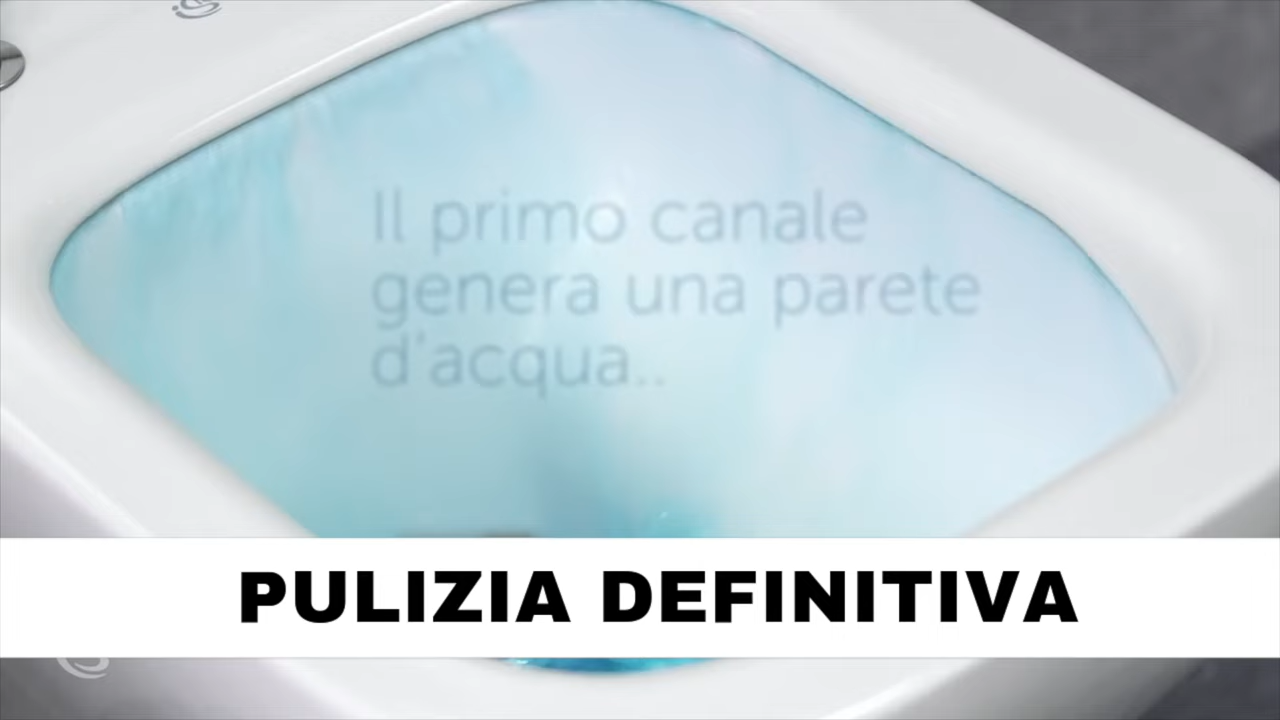 Il primo canale
genera una parete
d'acqua..
PULIZIA DEFINITIVA